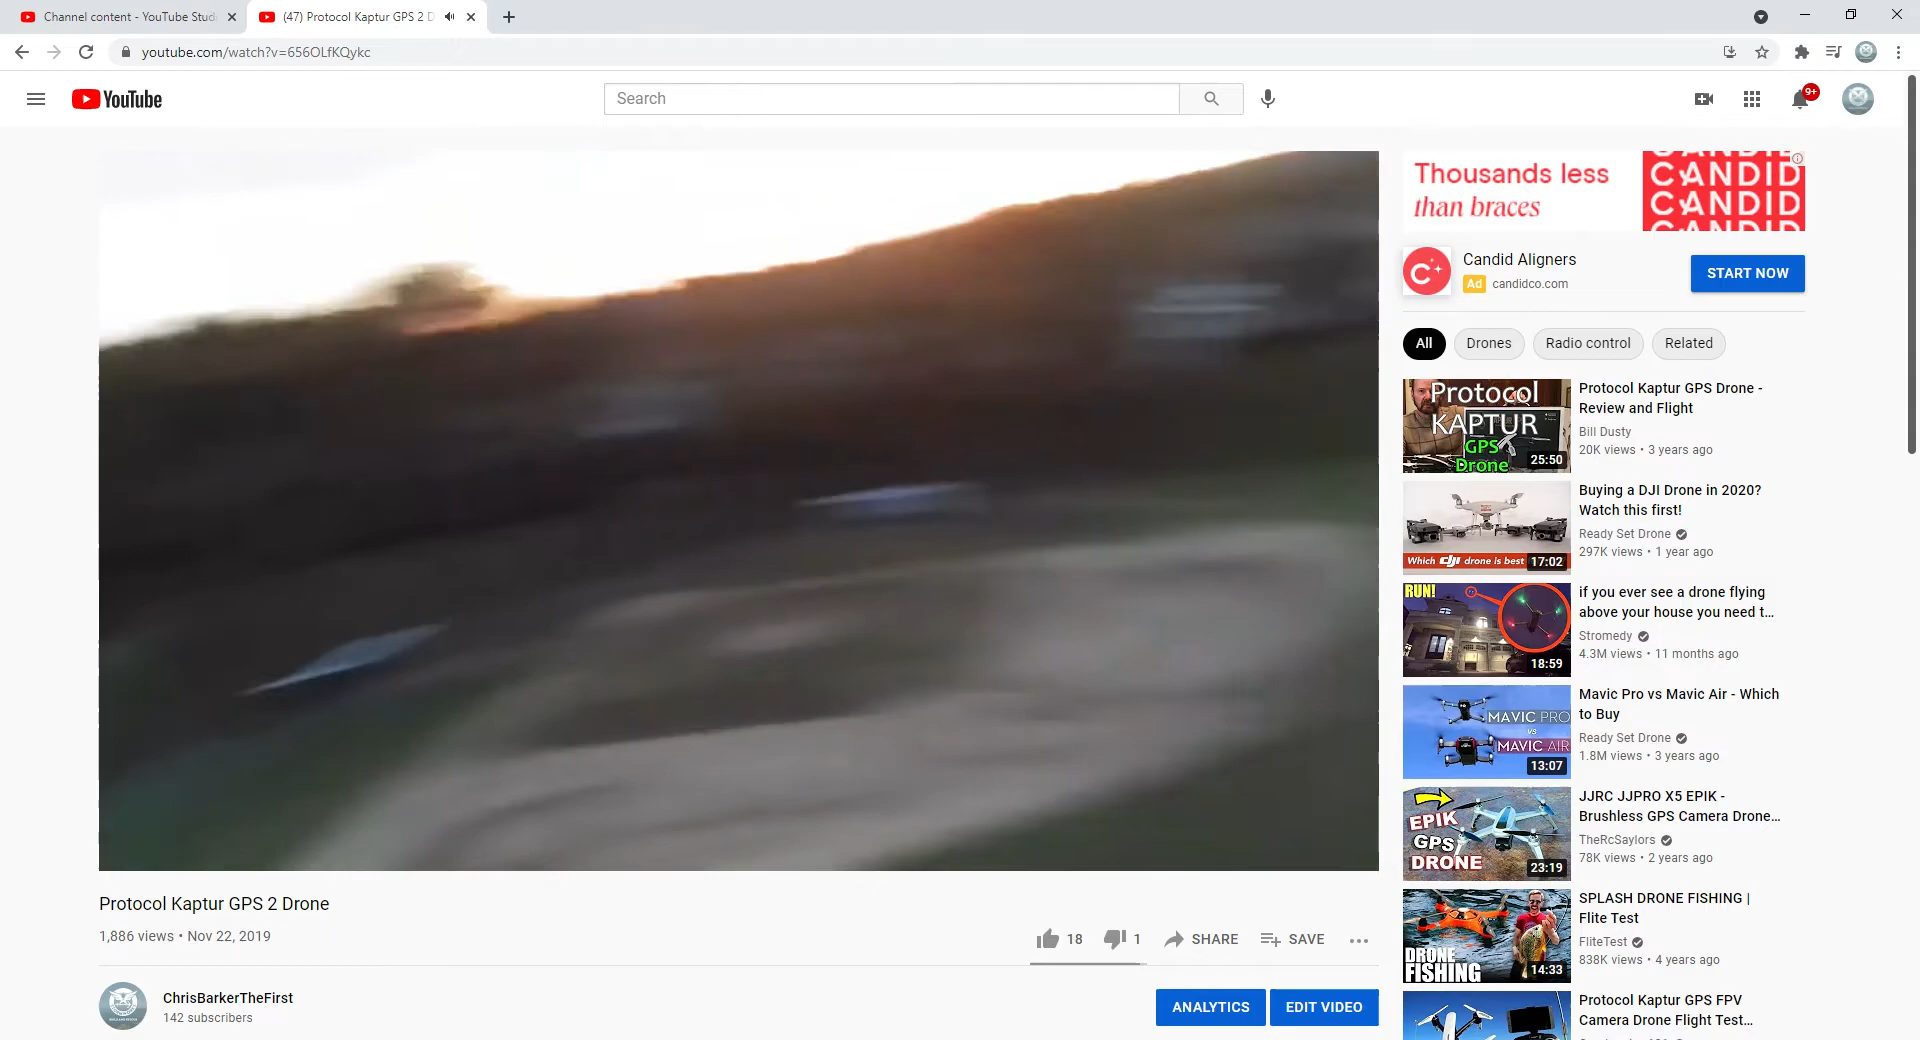 Channel content - YouTube Stud
(47) Protocol Kaptur GPS 2 D
youtube.com/watch?v=656OLfKQykc
YouTube
Search
9+
Thousands less
than braces
CANDID
CANDID
CANDID
CANDID
Candid Aligners
Ad candidco.com
START NOW
All Drones Radio control Related
Protocol
KAPTUR
GPS
Drone
25:50
Protocol Kaptur GPS Drone -
Review and Flight
Bill Dusty
20K views • 3 years ago
Which DJI drone is best
17:02
Buying a DJI Drone in 2020?
Watch this first!
Ready Set Drone
297K views • 1 year ago
RUN!
18:59
if you ever see a drone flying
above your house you need t...
Stromedy
4.3M views • 11 months ago
MAVIC PRO
vs
MAVIC AIR
13:07
Mavic Pro vs Mavic Air - Which
to Buy
Ready Set Drone
1.8M views • 3 years ago
EPIK
GPS
DRONE
23:19
JJRC JJPRO X5 EPIK -
Brushless GPS Camera Drone...
TheRcSaylors
78K views • 2 years ago
DRONE
FISHING
14:33
SPLASH DRONE FISHING |
Flite Test
FliteTest
838K views • 4 years ago
Protocol Kaptur GPS FPV
Camera Drone Flight Test...
Protocol Kaptur GPS 2 Drone
1,886 views • Nov 22, 2019
18 1 SHARE SAVE
ChrisBarkerTheFirst
142 subscribers
ANALYTICS EDIT VIDEO